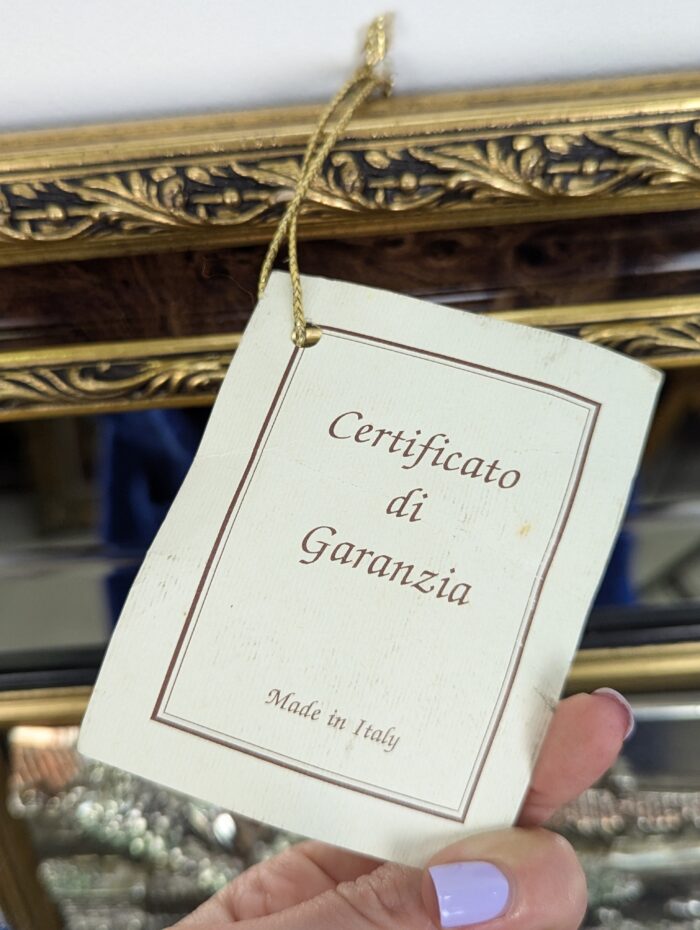 Certificato
di
Garanzia
Made in Italy